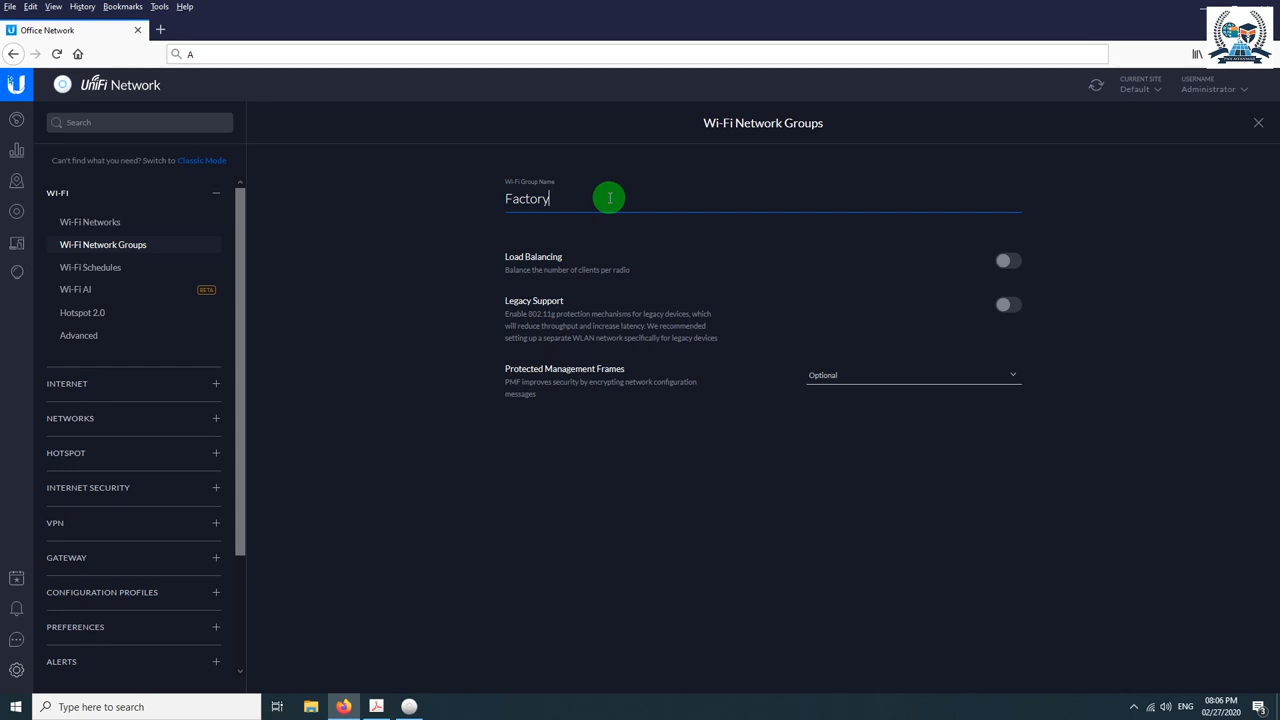 File Edit View History Bookmarks Tools Help
Office Network
A
UniFi Network
CURRENT SITE
Default
USERNAME
Administrator
Search
Wi-Fi Network Groups
Can't find what you need? Switch to Classic Mode
WI-FI
Wi-Fi Networks
Wi-Fi Network Groups
Wi-Fi Schedules
Wi-Fi AI
BETA
Hotspot 2.0
Advanced
INTERNET
NETWORKS
HOTSPOT
INTERNET SECURITY
VPN
GATEWAY
CONFIGURATION PROFILES
PREFERENCES
ALERTS
Wi-Fi Group Name
Factory
Load Balancing
Balance the number of clients per radio
Legacy Support
Enable 802.11g protection mechanisms for legacy devices, which
will reduce throughput and increase latency. We recommended
setting up a separate WLAN network specifically for legacy devices
Protected Management Frames
PMF improves security by encrypting network configuration
messages
Optional
Type here to search
ENG
08:06 PM
02/27/2020
3